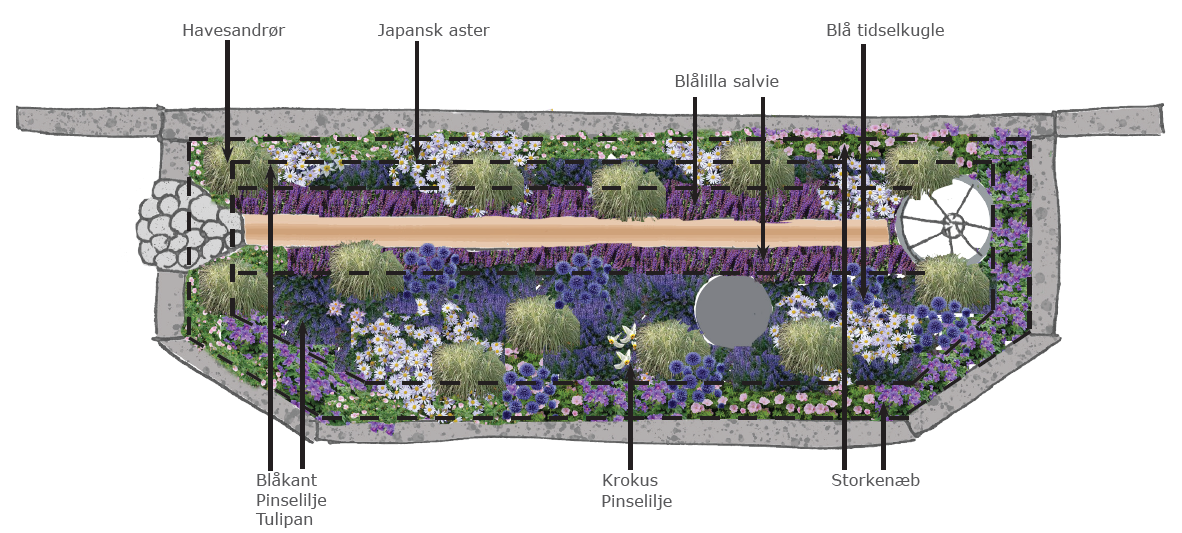 Havesandrør
Japansk aster
Blå tidselkugle
Blålilla salvie
Blåkant
Pinselilje
Tulipan
Krokus
Pinselilje
Storkenæb